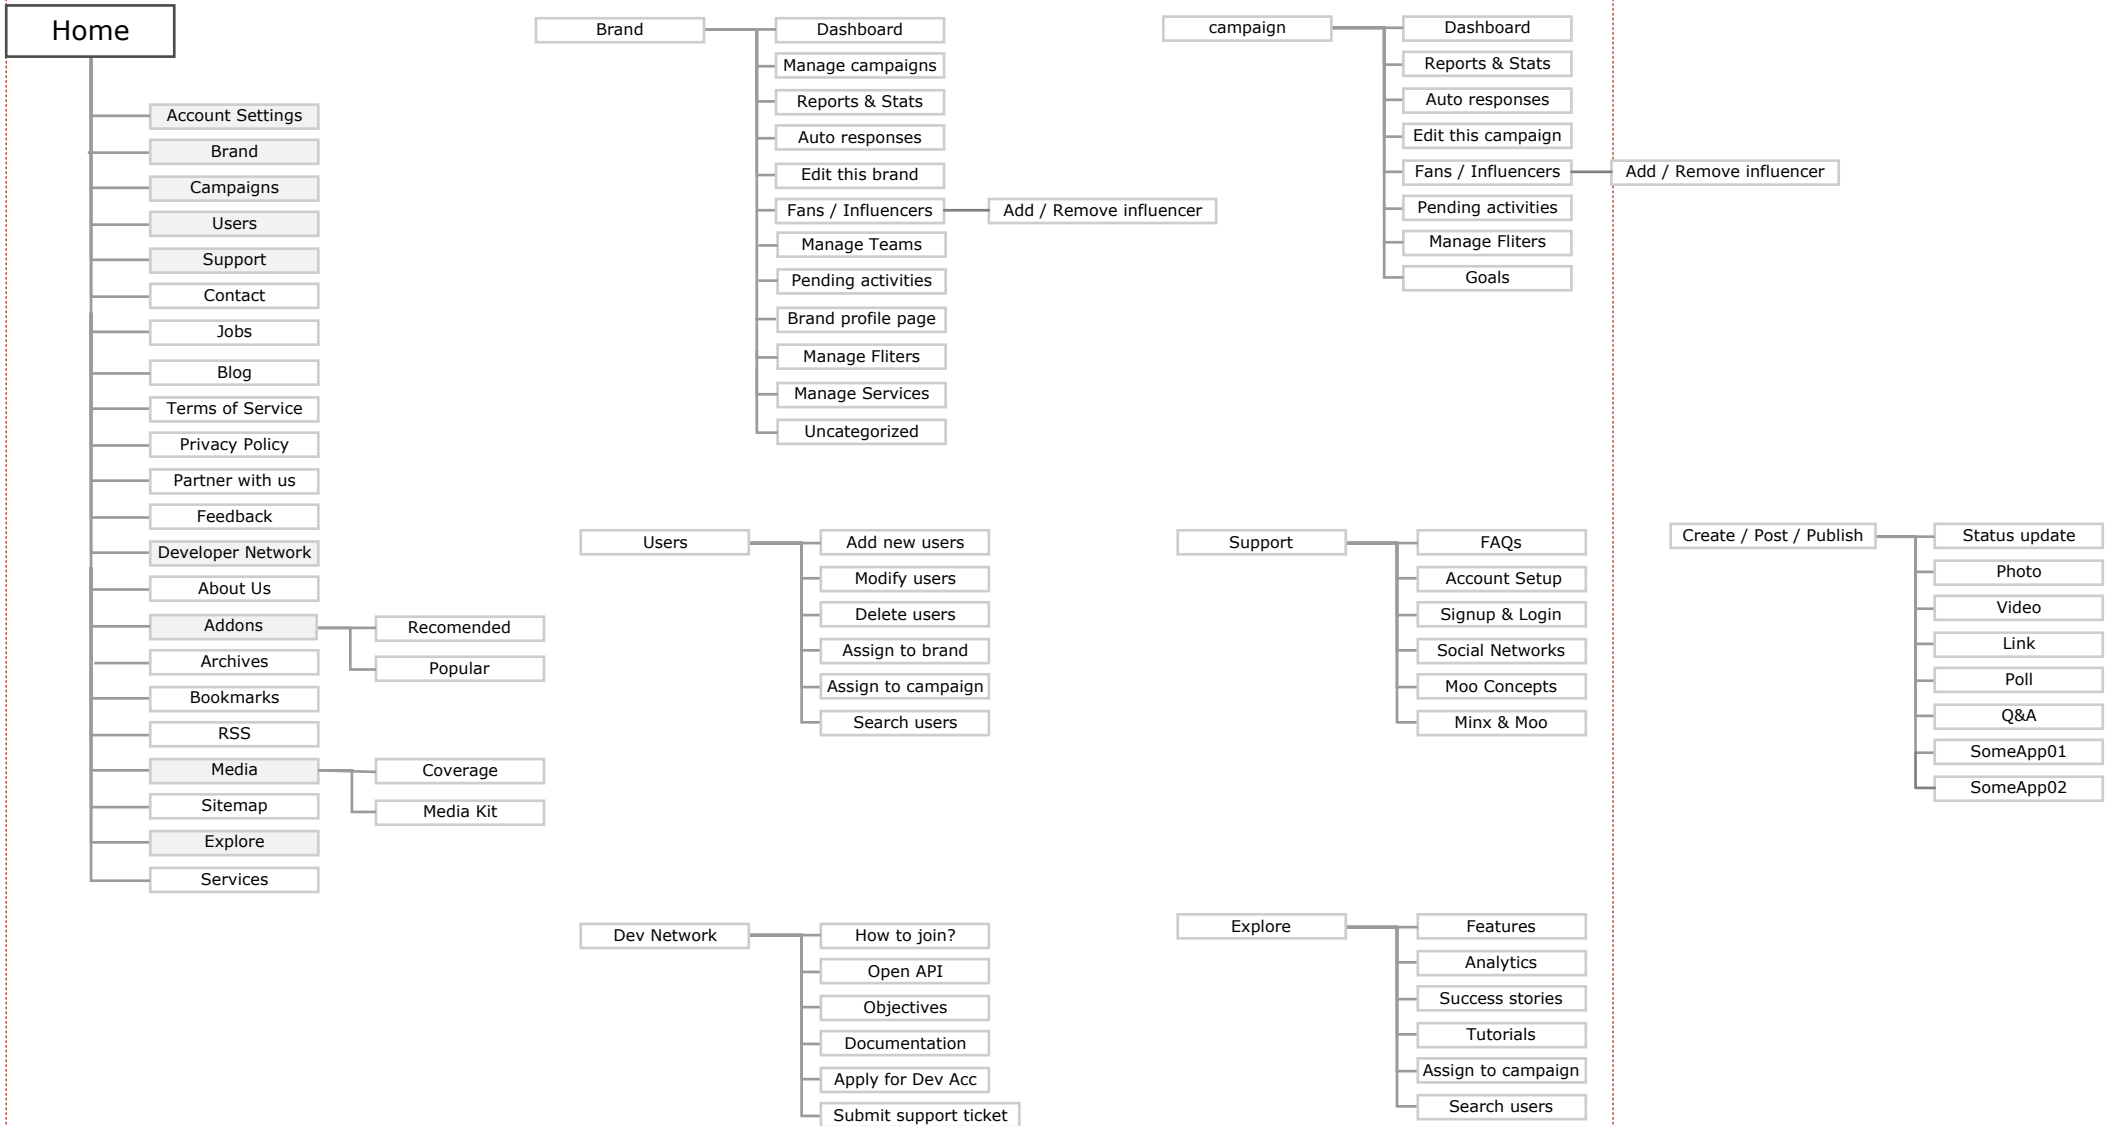 Home
Account Settings
Brand
Campaigns
Users
Support
Contact
Jobs
Blog
Terms of Service
Privacy Policy
Partner with us
Feedback
Developer Network
About Us
Addons
Recomended
Popular
Archives
Bookmarks
RSS
Media
Coverage
Media Kit
Sitemap
Explore
Services
Brand
Dashboard
Manage campaigns
Reports & Stats
Auto responses
Edit this brand
Fans / Influencers
Add / Remove influencer
Manage Teams
Pending activities
Brand profile page
Manage Fliters
Manage Services
Uncategorized
campaign
Dashboard
Reports & Stats
Auto responses
Edit this campaign
Fans / Influencers
Add / Remove influencer
Pending activities
Manage Fliters
Goals
Users
Add new users
Modify users
Delete users
Assign to brand
Assign to campaign
Search users
Support
FAQs
Account Setup
Signup & Login
Social Networks
Moo Concepts
Minx & Moo
Create / Post / Publish
Status update
Photo
Video
Link
Poll
Q&A
SomeApp01
SomeApp02
Dev Network
How to join?
Open API
Objectives
Documentation
Apply for Dev Acc
Submit support ticket
Explore
Features
Analytics
Success stories
Tutorials
Assign to campaign
Search users